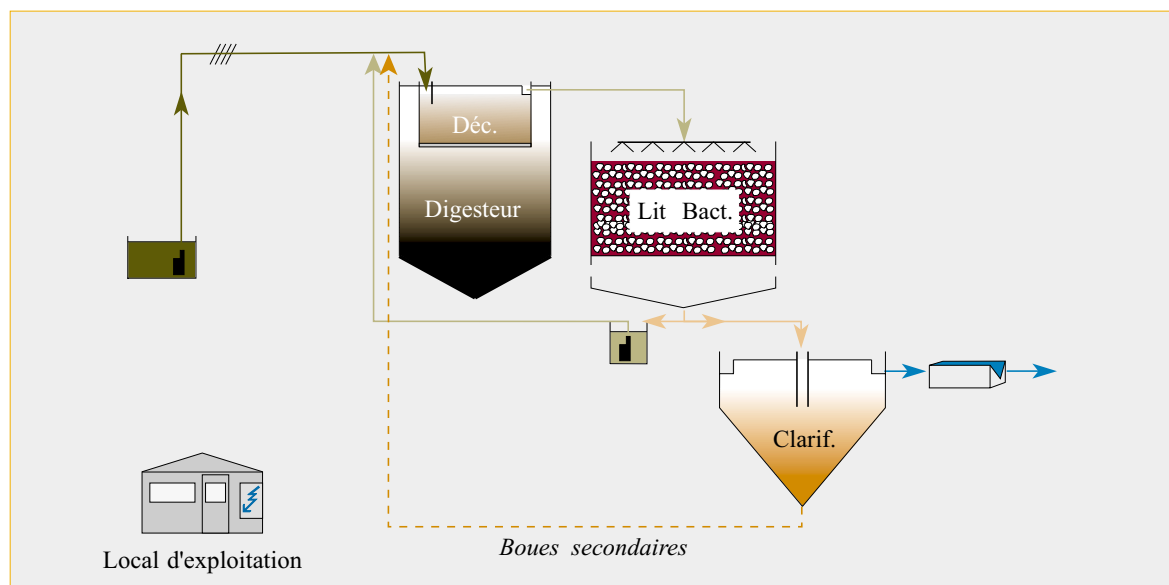 Déc.
Digesteur
Lit Bact.
Clarif.
Local d'exploitation
Boues secondaires